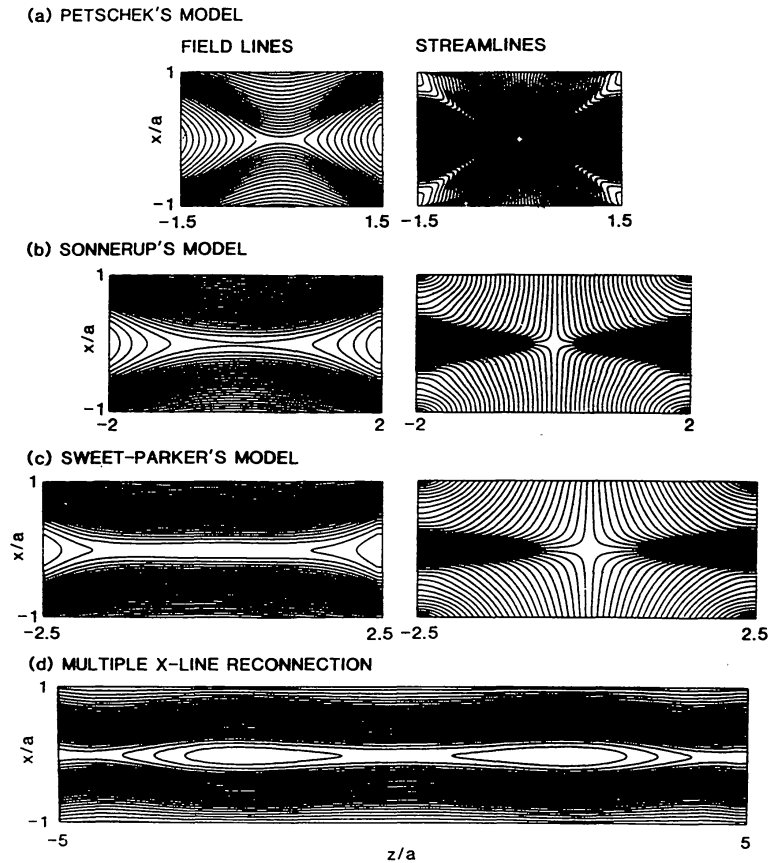 (a) PETSCHEK'S MODEL
FIELD LINES
STREAMLINES
1
x/a
-1
-1.5
1.5
-1.5
1.5
(b) SONNERUP'S MODEL
1
x/a
-1
-2
2
-2
2
(c) SWEET-PARKER'S MODEL
1
x/a
-1
-2.5
2.5
-2.5
2.5
(d) MULTIPLE X-LINE RECONNECTION
1
x/a
-1
-5
5
z/a